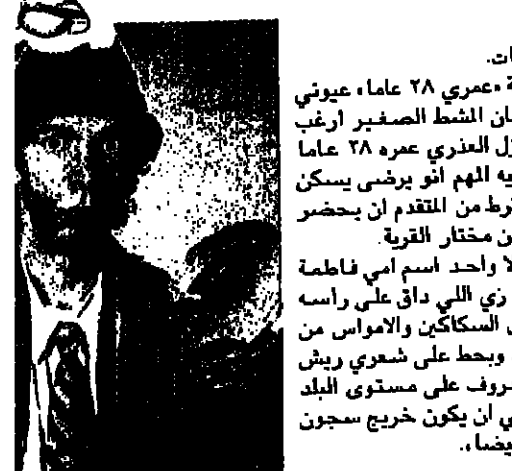 ات.
ة «عمري ٢٨ عاما» عيوني
ان المشط الصغير ارغب
زل العذري عمره ٢٨ عاما
يه المهم انو يرضى يسكن
رط من المتقدم ان يحضر
ن مختار القرية.
لا واحد اسم امي فاطمة
زي اللي داق على راسه
ى السكاكين والامواس من
وبحط على شعري ريش
روف على مستوى البلد
ي ان يكون خريج سجون
يضا».